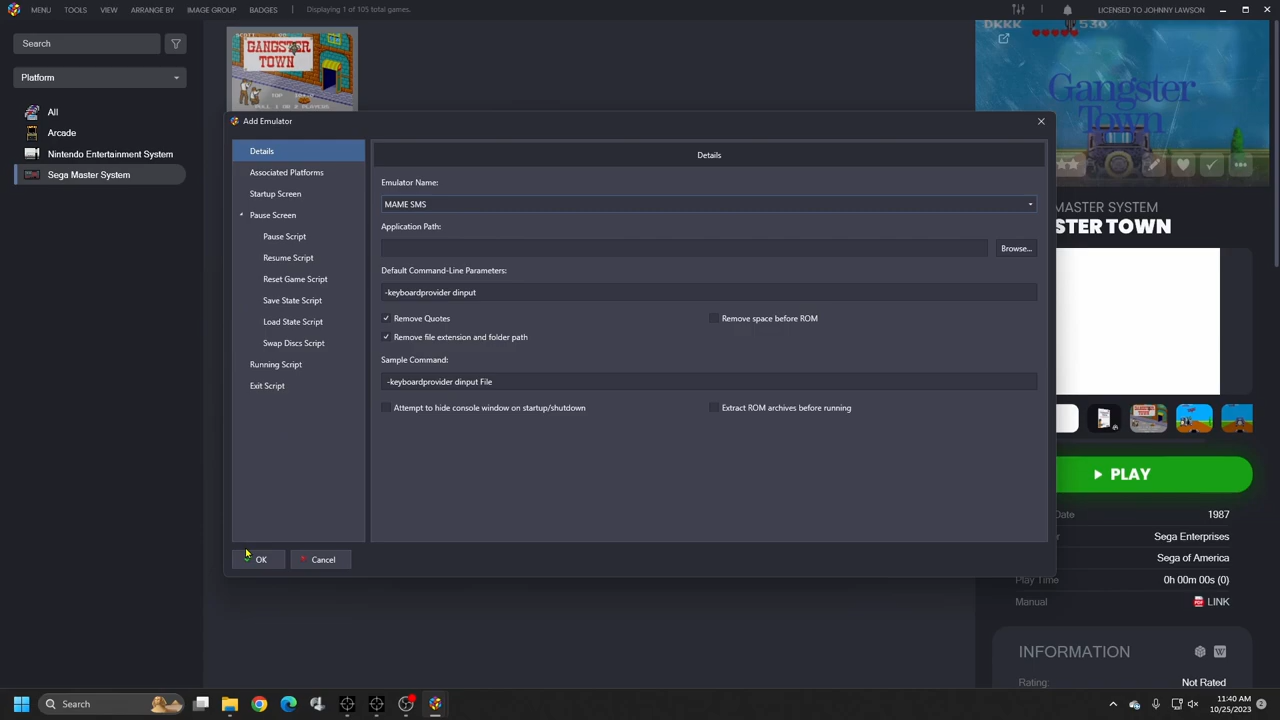 MENU
TOOLS
VIEW
ARRANGE BY
IMAGE GROUP
BADGES
Displaying 1 of 105 total games.
LICENSED TO JOHNNY LAWSON
Search
Platform
All
Arcade
Nintendo Entertainment System
Sega Master System
GANGSTER
TOWN
530
Gangster
Town
Add Emulator
Details
Associated Platforms
Startup Screen
Pause Screen
Pause Script
Resume Script
Reset Game Script
Save State Script
Load State Script
Swap Discs Script
Running Script
Exit Script
Details
Emulator Name:
MAME SMS
Application Path:
Browse...
Default Command-Line Parameters:
-keyboardprovider dinput
Remove Quotes
Remove space before ROM
Remove file extension and folder path
Sample Command:
-keyboardprovider dinput File
Attempt to hide console window on startup/shutdown
Extract ROM archives before running
OK
Cancel
MASTER SYSTEM
STER TOWN
PLAY
Date
1987
Sega Enterprises
Sega of America
Play Time
0h 00m 00s (0)
Manual
LINK
INFORMATION
W
Rating:
Not Rated
Search
11:40 AM
10/25/2023
2